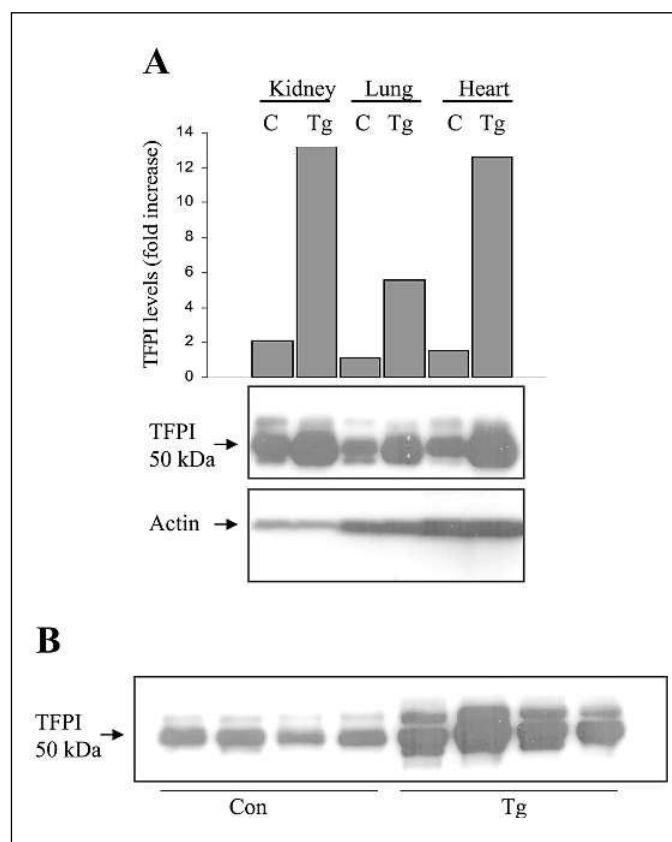 A
Kidney Lung Heart
C Tg C Tg C Tg
TFPI levels (fold increase)
14
12
10
8
6
4
2
0
TFPI
50 kDa
Actin
B
TFPI
50 kDa
Con Tg